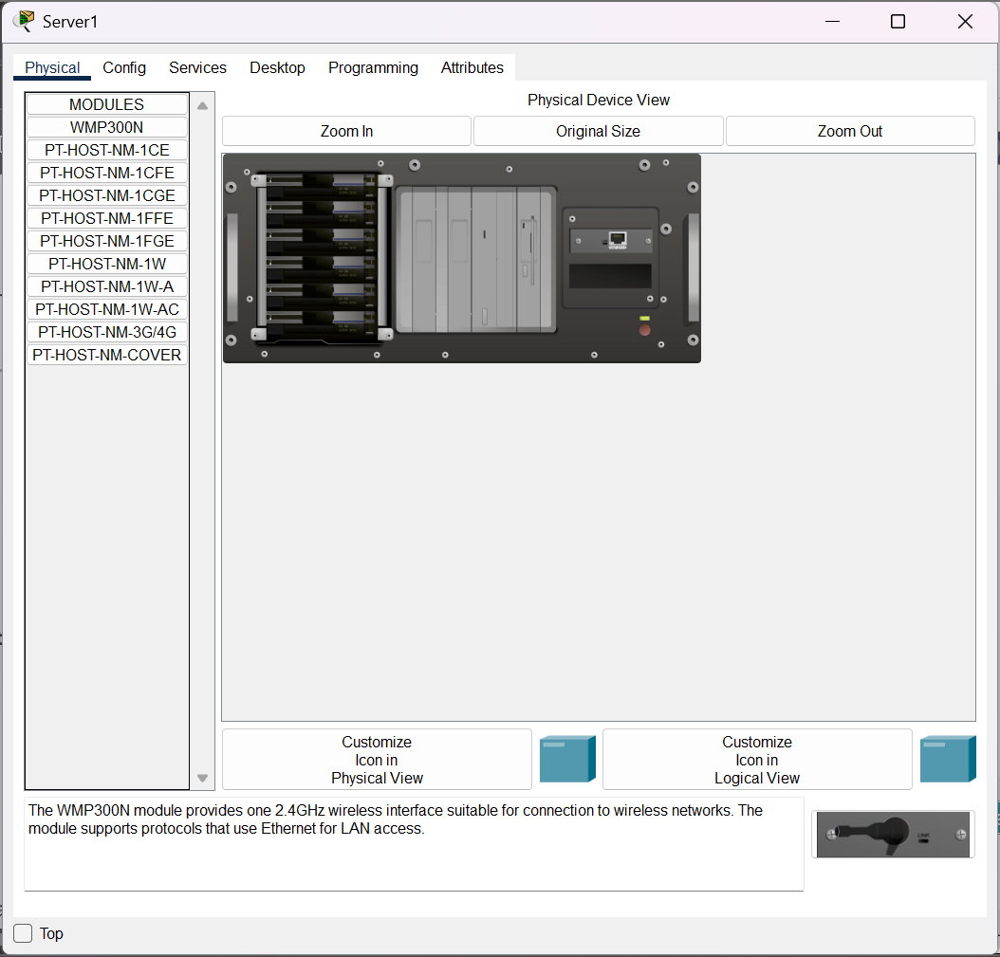 Server1
Physical
Config
Services
Desktop
Programming
Attributes
MODULES
WMP300N
PT-HOST-NM-1CE
PT-HOST-NM-1CFE
PT-HOST-NM-1CGE
PT-HOST-NM-1FFE
PT-HOST-NM-1FGE
PT-HOST-NM-1W
PT-HOST-NM-1W-A
PT-HOST-NM-1W-AC
PT-HOST-NM-3G/4G
PT-HOST-NM-COVER
Physical Device View
Zoom In
Original Size
Zoom Out
Customize
Icon in
Physical View
Customize
Icon in
Logical View
The WMP300N module provides one 2.4GHz wireless interface suitable for connection to wireless networks. The
module supports protocols that use Ethernet for LAN access.
LINK
Top